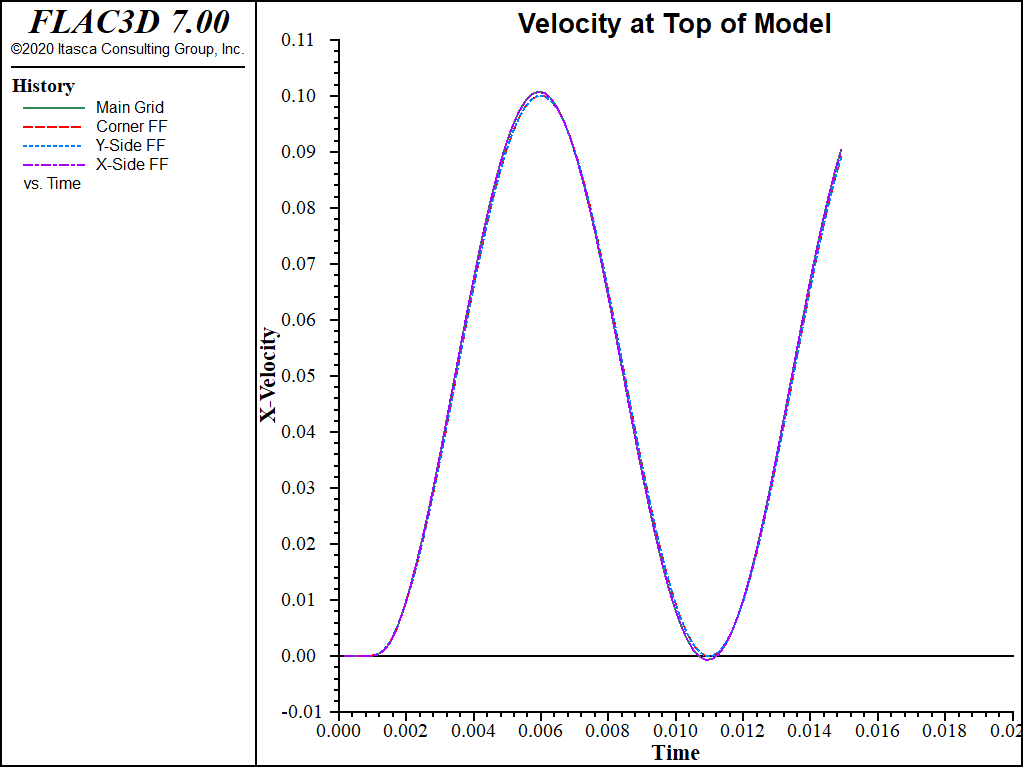 FLAC3D 7.00
©2020 Itasca Consulting Group, Inc.
History
Main Grid
Corner FF
Y-Side FF
X-Side FF
vs. Time
Velocity at Top of Model
0.11
0.10
0.09
0.08
0.07
0.06
0.05
0.04
0.03
0.02
0.01
0.00
-0.01
X-Velocity
0.000 0.002 0.004 0.006 0.008 0.010 0.012 0.014 0.016 0.018 0.02
Time